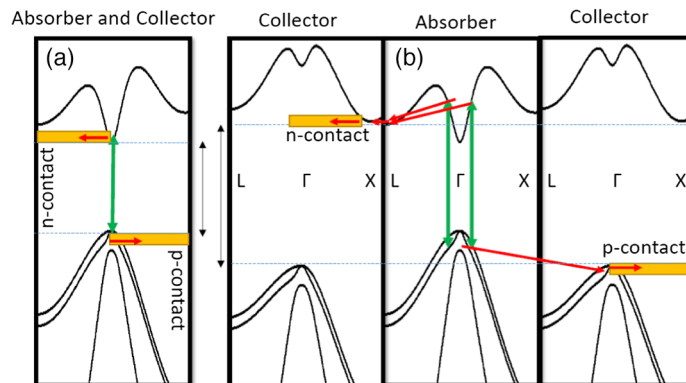 Absorber and Collector
Collector
Absorber
Collector
(a)
(b)
n-contact
p-contact
n-contact
L Γ X L Γ X L Γ X
p-contact